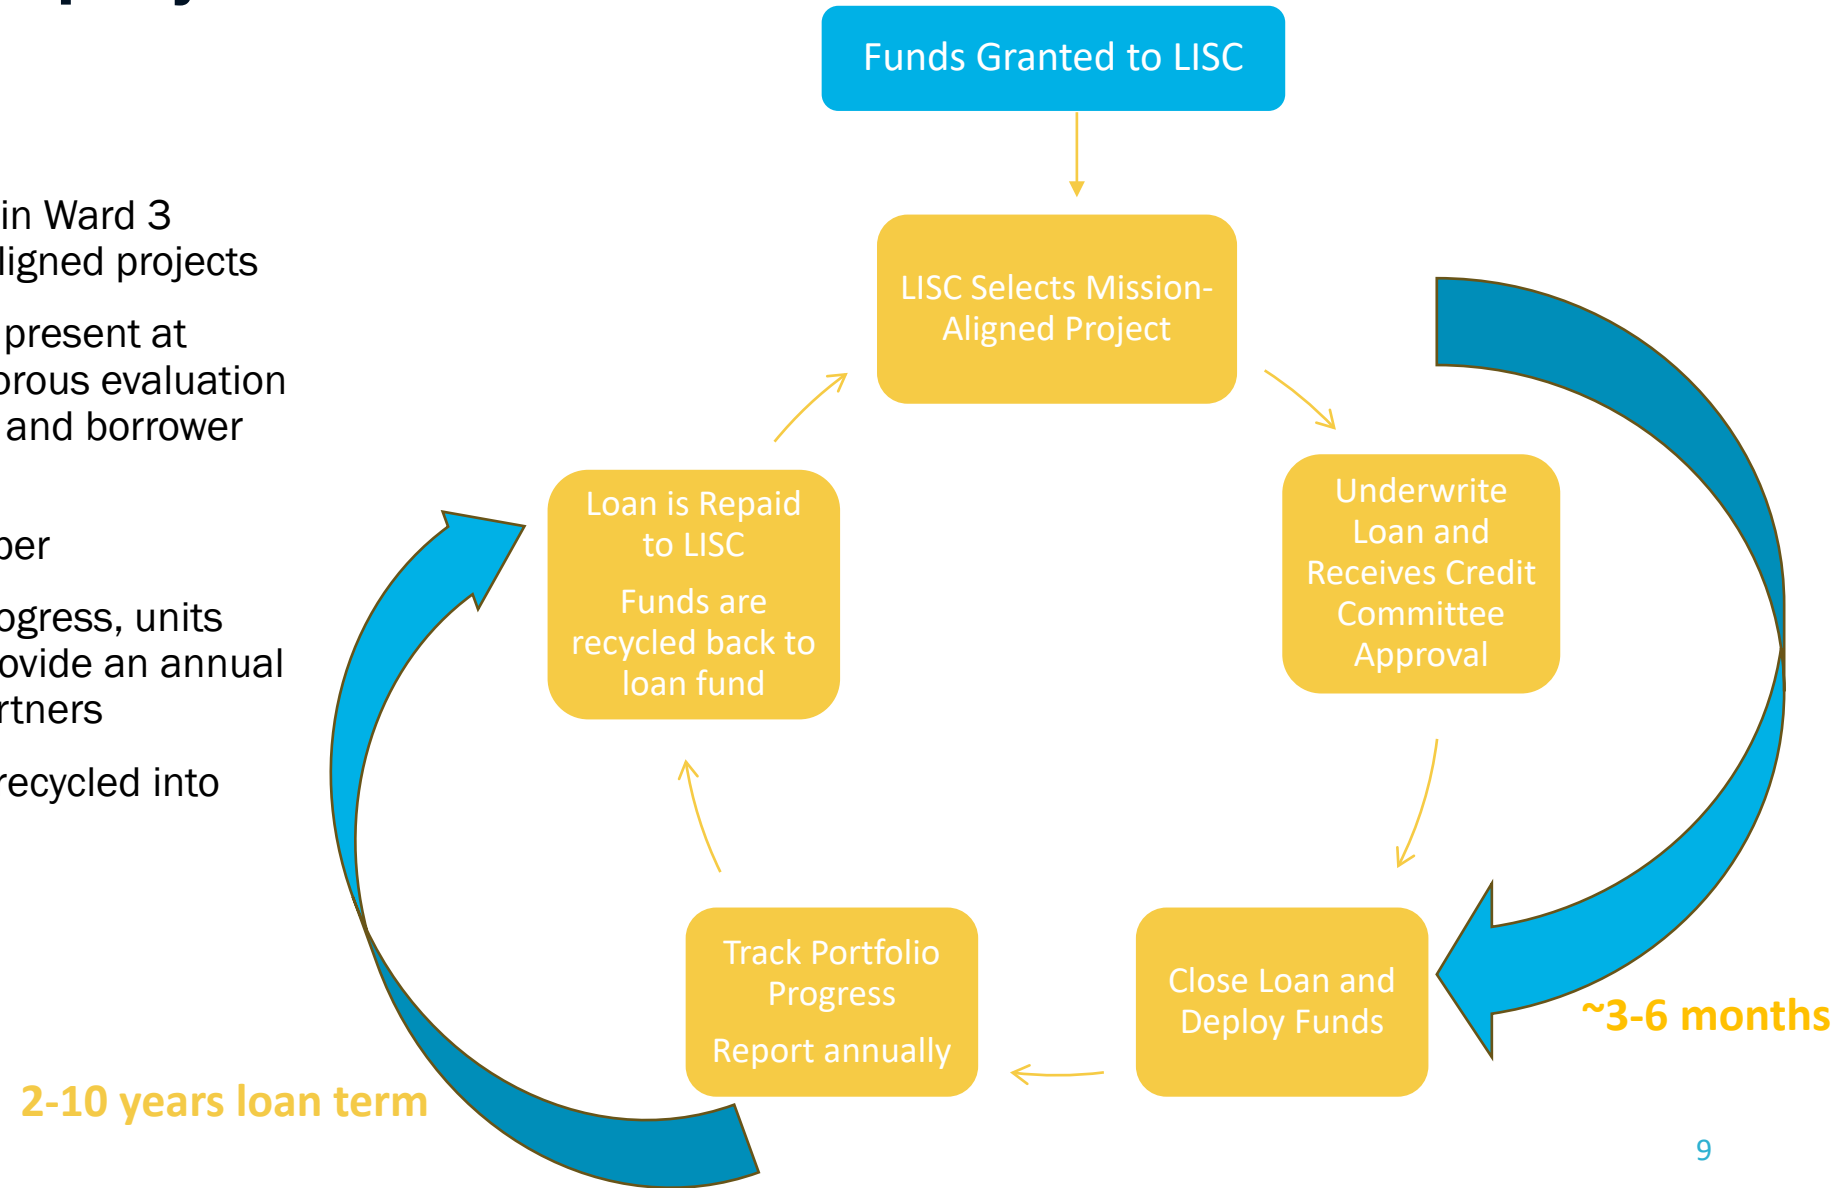 Funds Granted to LISC
in Ward 3
ligned projects
present at
orous evaluation
and borrower
per
ogress, units
ovide an annual
rtners
recycled into
LISC Selects Mission-
Aligned Project
Underwrite
Loan and
Receives Credit
Committee
Approval
Close Loan and
Deploy Funds
~3-6 months
Track Portfolio
Progress
Report annually
2-10 years loan term
Loan is Repaid
to LISC
Funds are
recycled back to
loan fund
9